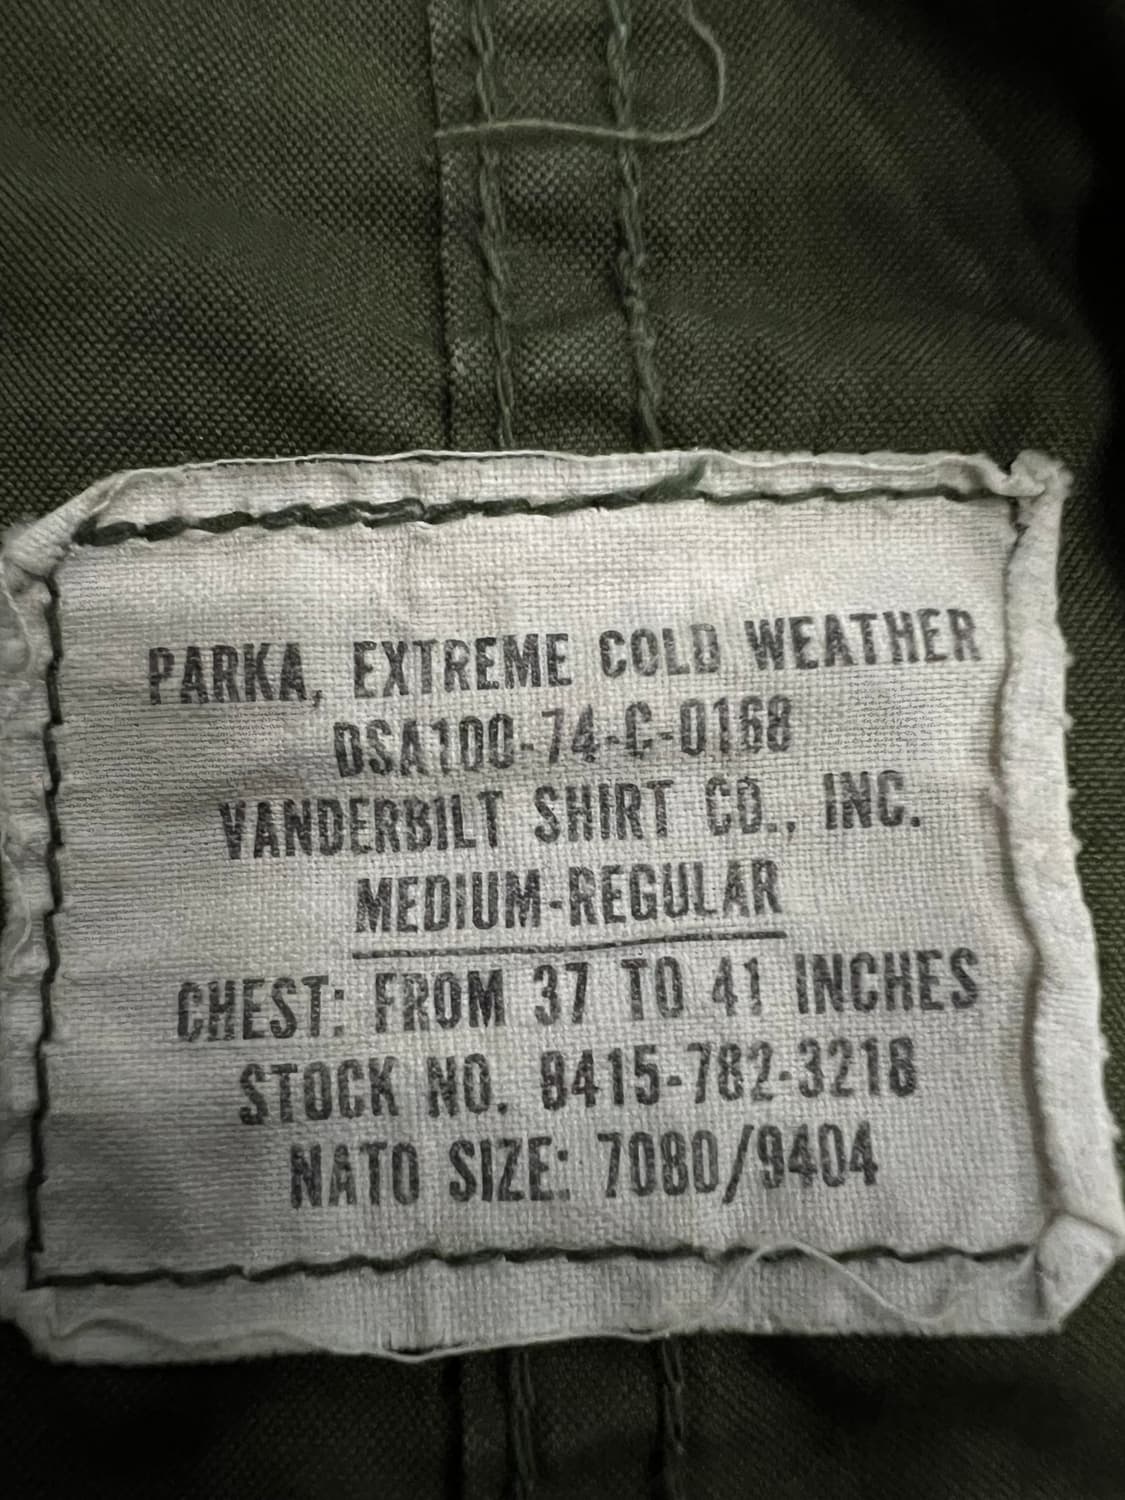 PARKA, EXTREME COLD WEATHER
DSA100-74-C-0168
VANDERBILT SHIRT CO., INC.
MEDIUM-REGULAR
CHEST: FROM 37 TO 41 INCHES
STOCK NO. 8415-782-3218
NATO SIZE: 7080/9404